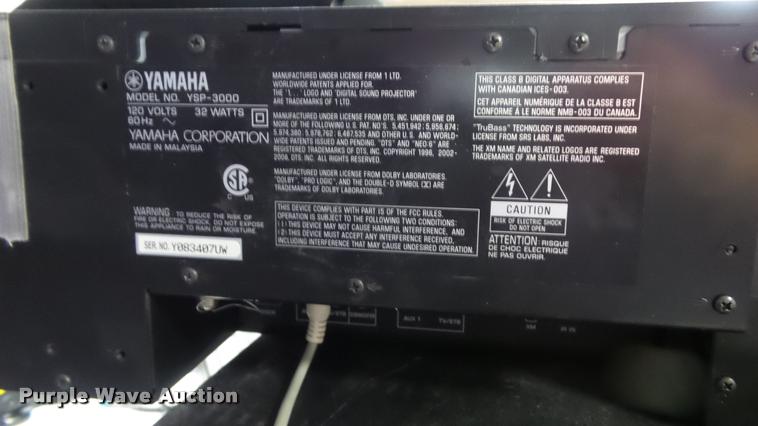 YAMAHA
MODEL NO. YSP-3000
120 VOLTS 32 WATTS
60Hz
YAMAHA CORPORATION
MADE IN MALAYSIA
C US
WARNING: TO REDUCE THE RISK OF
FIRE OR ELECTRIC SHOCK, DO NOT EXPOSE
THIS APPLIANCE TO RAIN OR MOISTURE.
SER. NO. Y083407UW
MANUFACTURED UNDER LICENSE FROM 1 LTD.
WORLDWIDE PATENTS APPLIED FOR.
THE "1... " LOGO AND "DIGITAL SOUND PROJECTOR"
ARE TRADEMARKS OF 1 LTD.
MANUFACTURED UNDER LICENSE FROM DTS, INC. UNDER ONE OR
MORE OF THE FOLLOWING U.S. PAT. NO'S. 5,451,942; 5,956,674;
5,974,380; 5,978,762; 6,487,535 AND OTHER U.S. AND WORLD-
WIDE PATENTS ISSUED AND PENDING. "DTS" AND "NEO:6" ARE
REGISTERED TRADEMARKS OF DTS, INC. COPYRIGHT 1996, 2002-
2006, DTS, INC. ALL RIGHTS RESERVED.
MANUFACTURED UNDER LICENSE FROM DOLBY LABORATORIES.
"DOLBY", "PRO LOGIC", AND THE DOUBLE-D SYMBOL ARE
TRADEMARKS OF DOLBY LABORATORIES.
THIS DEVICE COMPLIES WITH PART 15 OF THE FCC RULES.
OPERATION IS SUBJECT TO THE FOLLOWING TWO CONDITIONS:
(1) THIS DEVICE MAY NOT CAUSE HARMFUL INTERFERENCE, AND
(2) THIS DEVICE MUST ACCEPT ANY INTERFERENCE RECEIVED,
INCLUDING INTERFERENCE THAT MAY CAUSE UNDESIRED OPERATION.
THIS CLASS B DIGITAL APPARATUS COMPLIES
WITH CANADIAN ICES-003.
CET APPAREIL NUMÉRIQUE DE LA CLASSE B EST
CONFORME À LA NORME NMB-003 DU CANADA.
"TruBass" TECHNOLOGY IS INCORPORATED UNDER
LICENSE FROM SRS LABS, INC.
THE XM NAME AND RELATED LOGOS ARE REGISTERED
TRADEMARKS OF XM SATELLITE RADIO INC.
CAUTION
RISK OF ELECTRIC SHOCK
DO NOT OPEN
ATTENTION: RISQUE
DE CHOC ELECTRIQUE
NE PAS OUVRIR.
AUX 1 TV/STB
XM IR IN
Purple Wave Auction